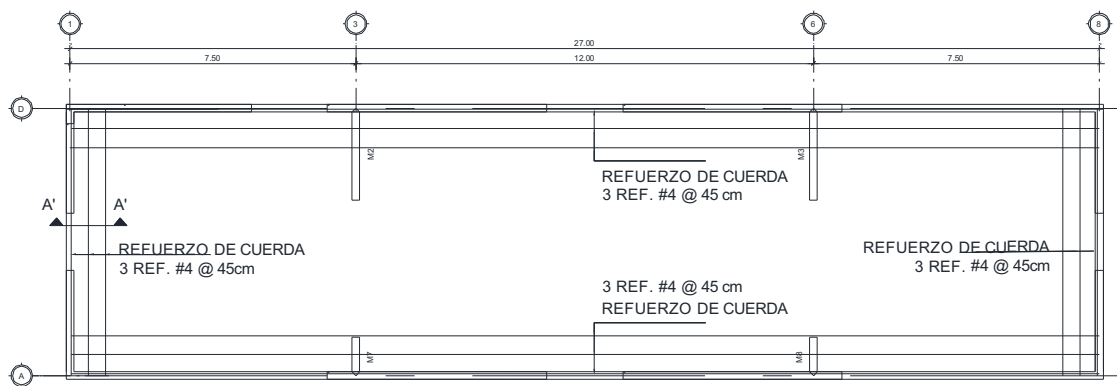 1
3
6
8
27.00
7.50
12.00
7.50
D
M2
M3
REFUERZO DE CUERDA
3 REF. #4 @ 45 cm
A'
A'
REFUERZO DE CUERDA
3 REF. #4 @ 45cm
REFUERZO DE CUERDA
3 REF. #4 @ 45cm
3 REF. #4 @ 45 cm
REFUERZO DE CUERDA
M7
M8
A